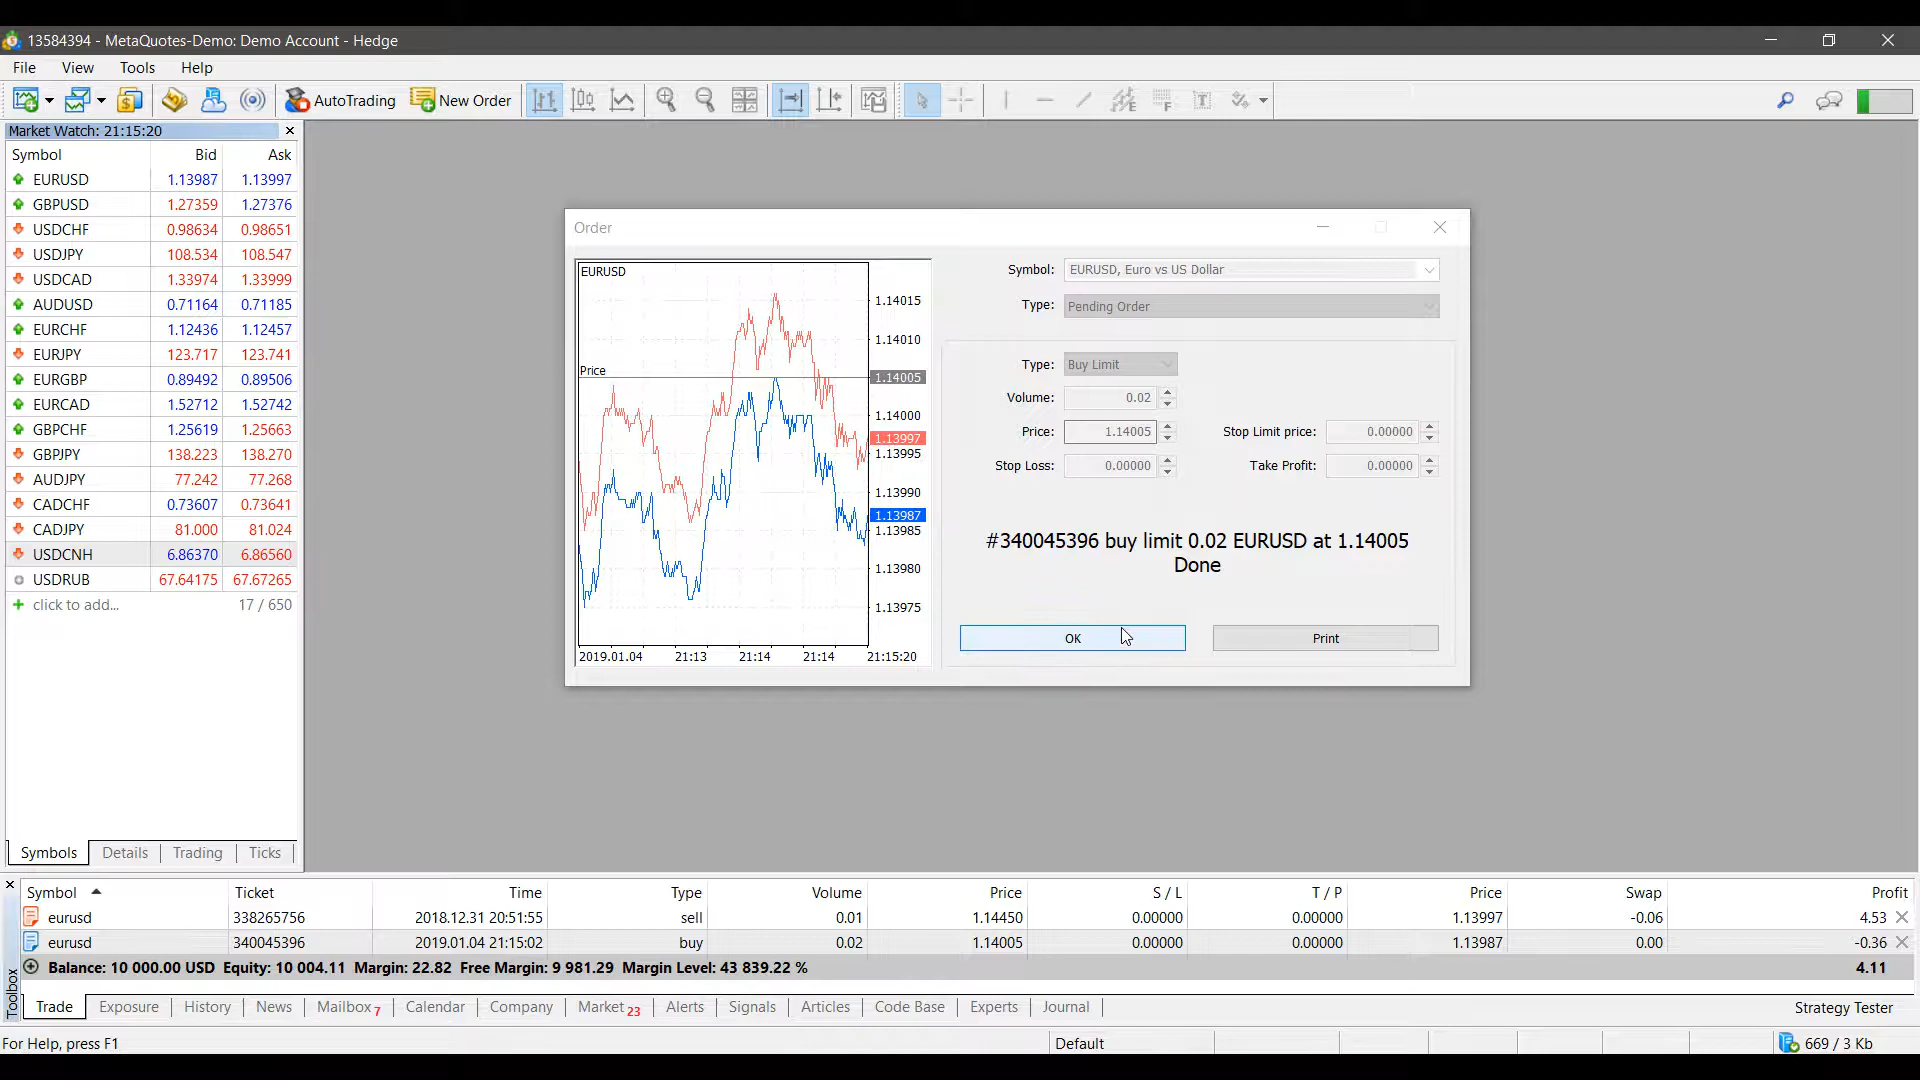 13584394 - MetaQuotes-Demo: Demo Account - Hedge
File View Tools Help
AutoTrading New Order
Market Watch: 21:15:20
Symbol Bid Ask
EURUSD 1.13987 1.13997
GBPUSD 1.27359 1.27376
USDCHF 0.98634 0.98651
USDJPY 108.534 108.547
USDCAD 1.33974 1.33999
AUDUSD 0.71164 0.71185
EURCHF 1.12436 1.12457
EURJPY 123.717 123.741
EURGBP 0.89492 0.89506
EURCAD 1.52712 1.52742
GBPCHF 1.25619 1.25663
GBPJPY 138.223 138.270
AUDJPY 77.242 77.268
CADCHF 0.73607 0.73641
CADJPY 81.000 81.024
USDCNH 6.86370 6.86560
USDRUB 67.64175 67.67265
click to add... 17 / 650
Symbols Details Trading Ticks
Order
EURUSD
Price
1.14015
1.14010
1.14005
1.14000
1.13997
1.13995
1.13990
1.13987
1.13985
1.13980
1.13975
2019.01.04 21:13 21:14 21:14 21:15:20
Symbol: EURUSD, Euro vs US Dollar
Type: Pending Order
Type: Buy Limit
Volume: 0.02
Price: 1.14005 Stop Limit price: 0.00000
Stop Loss: 0.00000 Take Profit: 0.00000
#340045396 buy limit 0.02 EURUSD at 1.14005
Done
OK Print
Symbol Ticket Time Type Volume Price S / L T / P Price Swap Profit
eurusd 338265756 2018.12.31 20:51:55 sell 0.01 1.14450 0.00000 0.00000 1.13997 -0.06 4.53
eurusd 340045396 2019.01.04 21:15:02 buy 0.02 1.14005 0.00000 0.00000 1.13987 0.00 -0.36
Balance: 10 000.00 USD Equity: 10 004.11 Margin: 22.82 Free Margin: 9 981.29 Margin Level: 43 839.22 % 4.11
Toolbox
Trade Exposure History News Mailbox 7 Calendar Company Market 23 Alerts Signals Articles Code Base Experts Journal Strategy Tester
For Help, press F1 Default 669 / 3 Kb